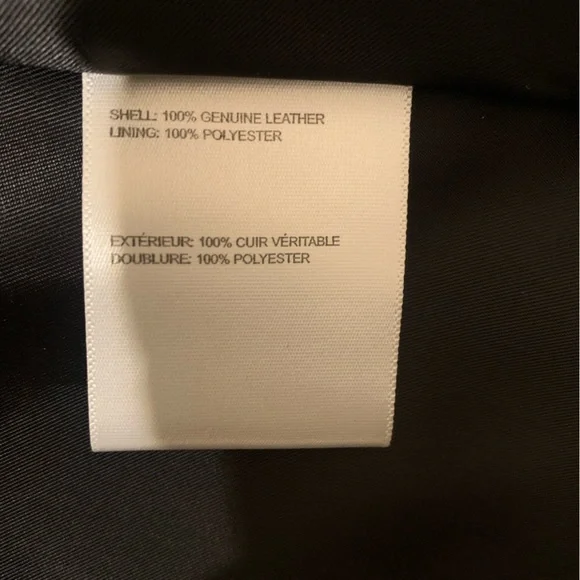 SHELL: 100% GENUINE LEATHER
LINING: 100% POLYESTER
EXTÉRIEUR: 100% CUIR VÉRITABLE
DOUBLURE: 100% POLYESTER